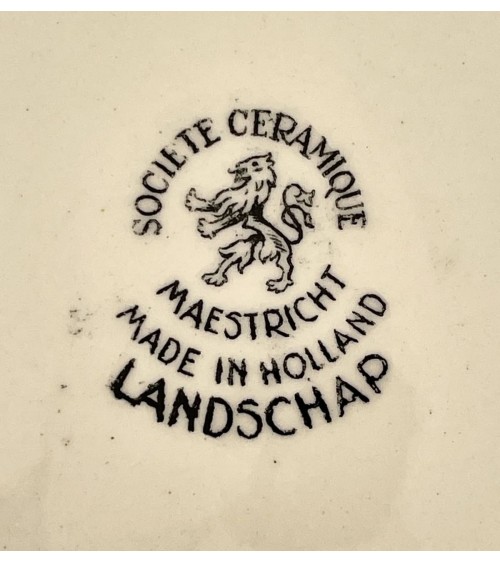 SOCIETE CERAMIQUE
MAESTRICHT
MADE IN HOLLAND
LANDSCHAP